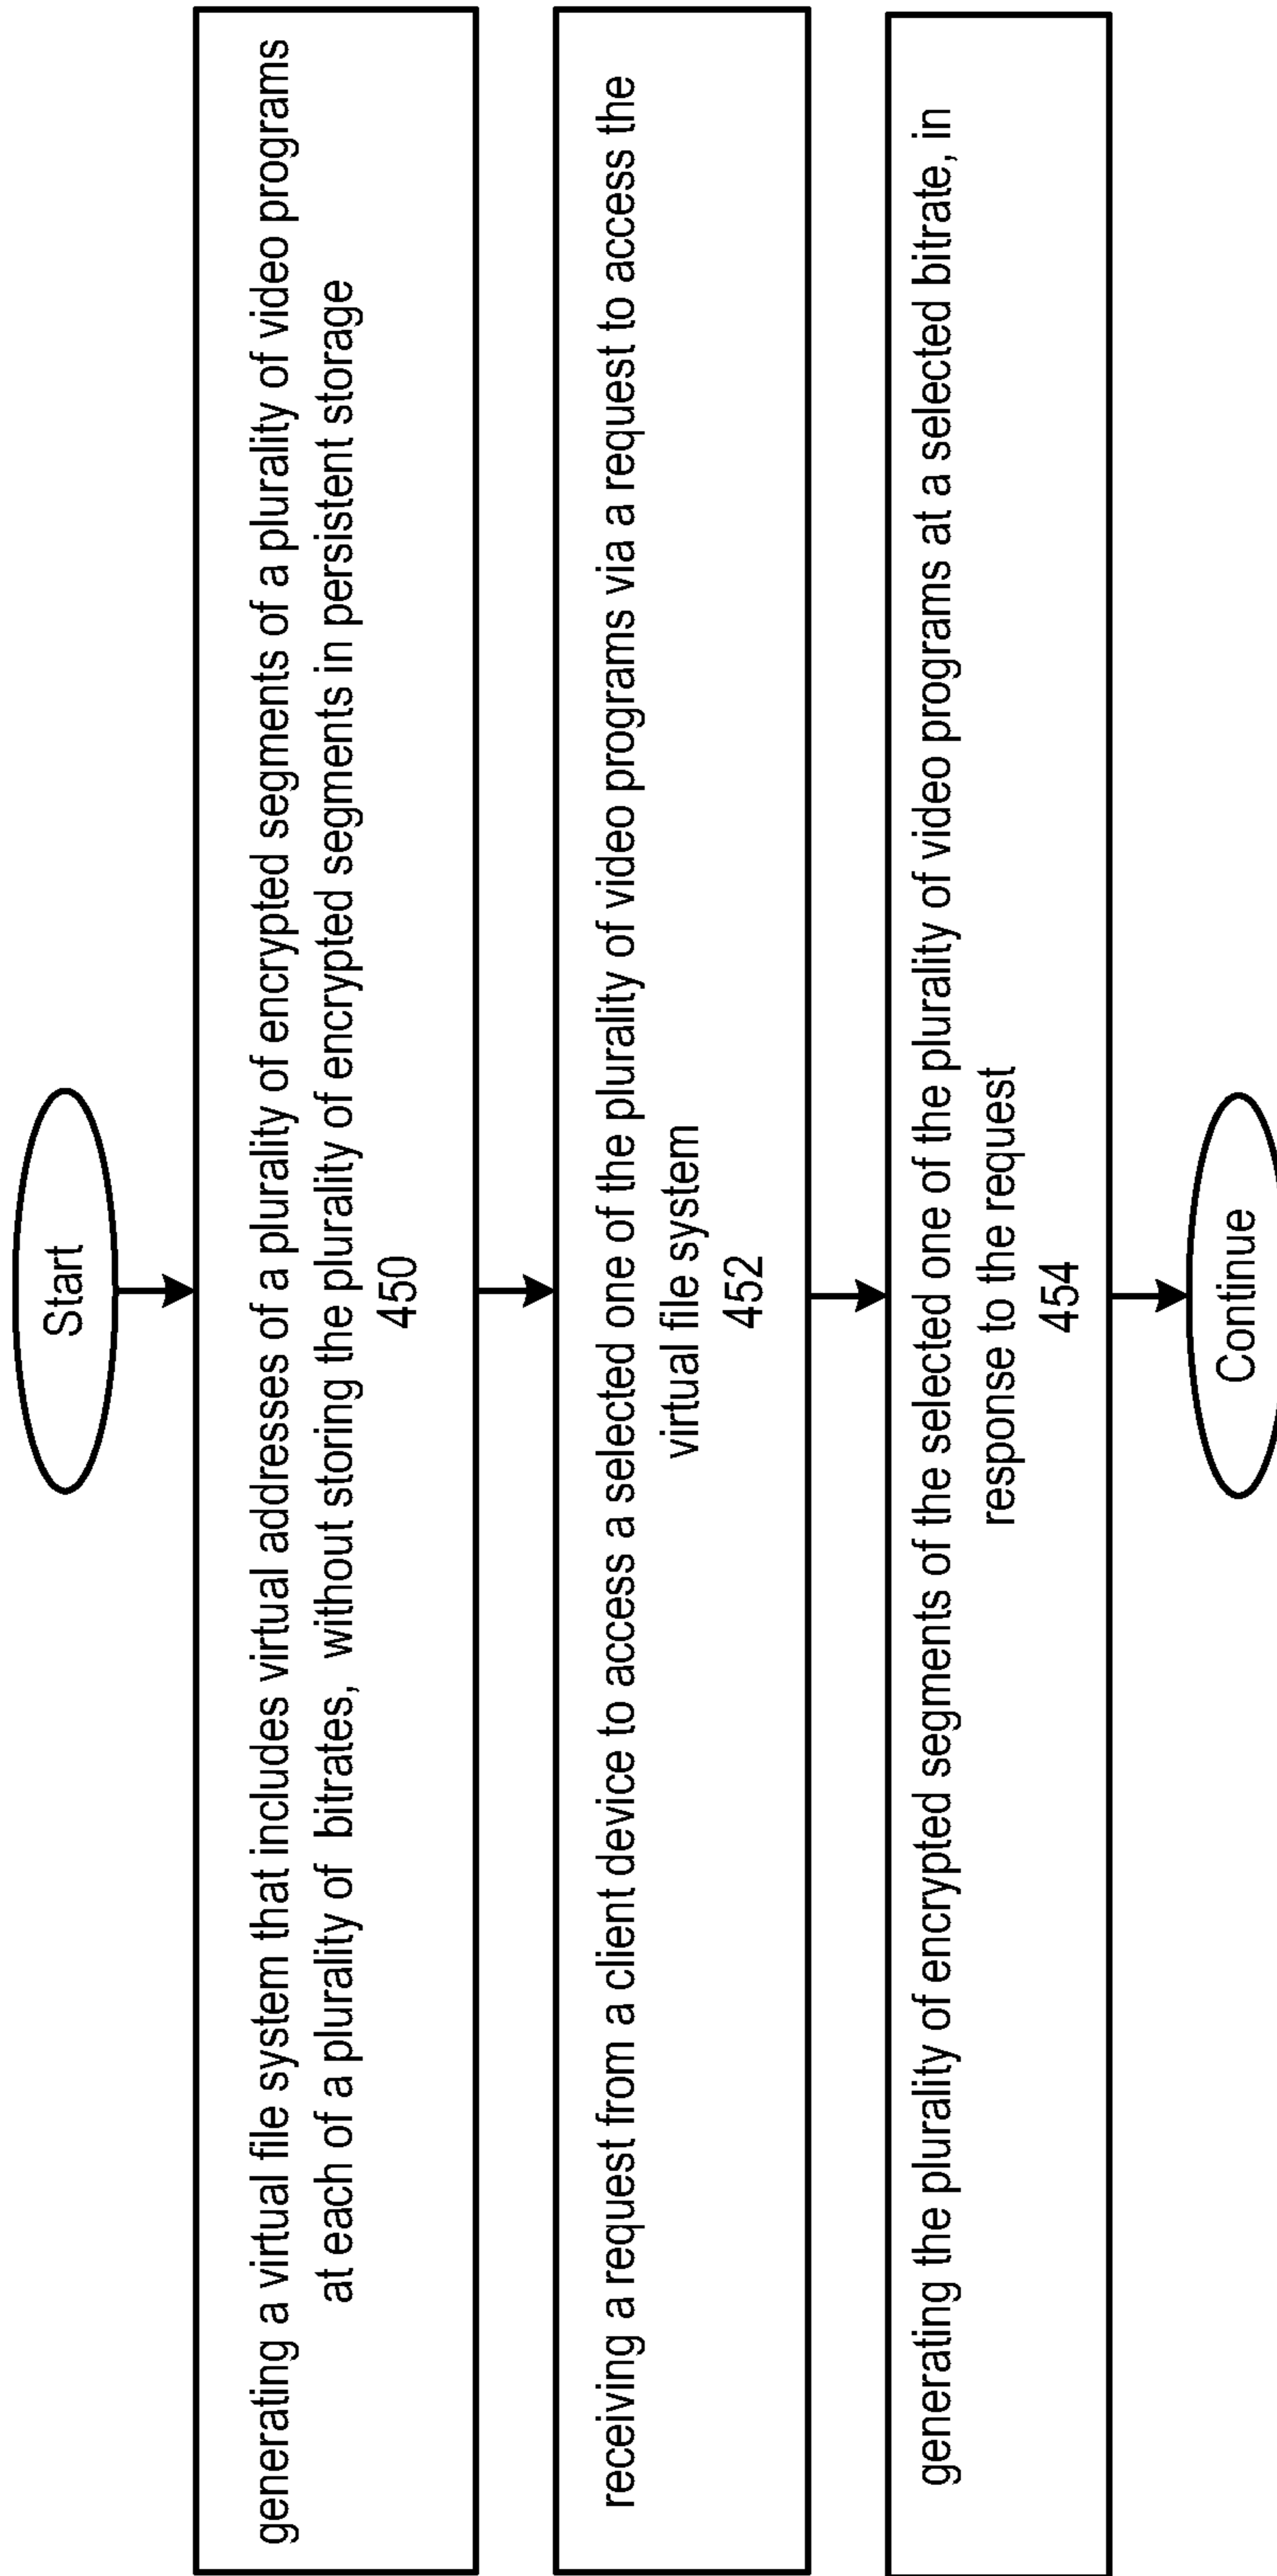 Start
generating a virtual file system that includes virtual addresses of a plurality of encrypted segments of a plurality of video programs
at each of a plurality of bitrates, without storing the plurality of encrypted segments in persistent storage
450
receiving a request from a client device to access a selected one of the plurality of video programs via a request to access the
virtual file system
452
generating the plurality of encrypted segments of the selected one of the plurality of video programs at a selected bitrate, in
response to the request
454
Continue